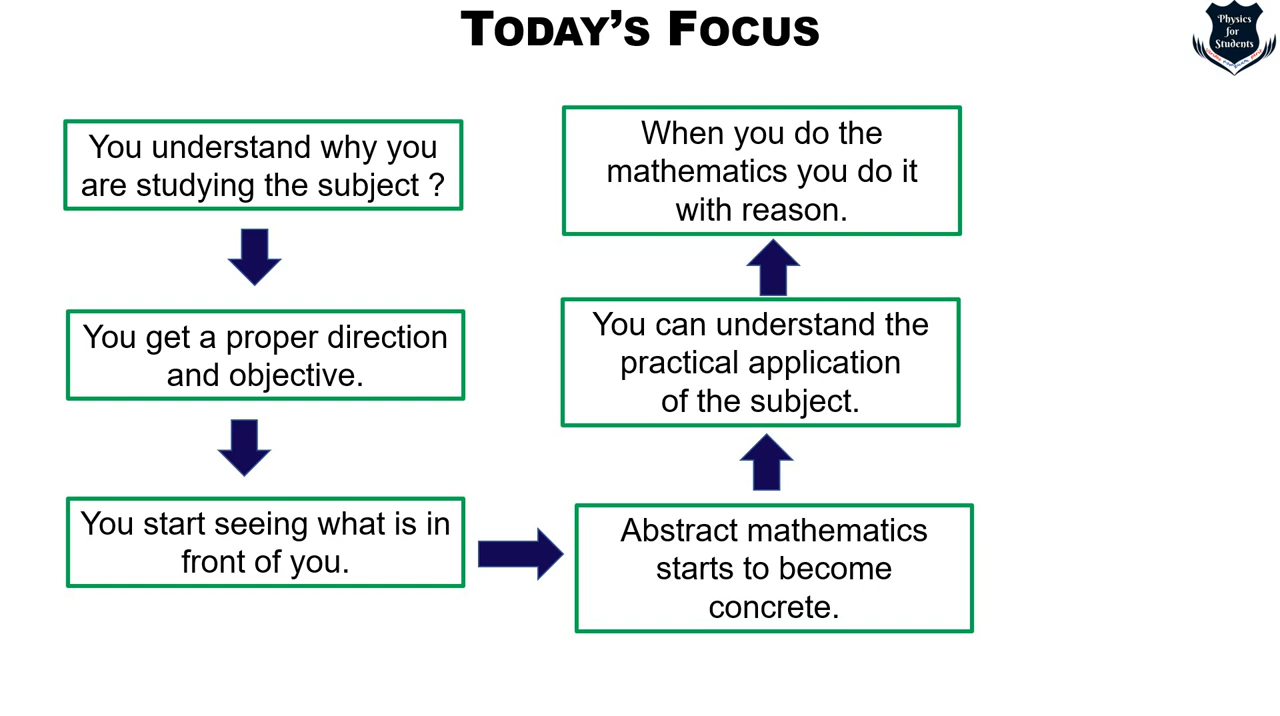 TODAY'S FOCUS
Physics
for
Students
You understand why you
are studying the subject ?
You get a proper direction
and objective.
You start seeing what is in
front of you.
Abstract mathematics
starts to become
concrete.
You can understand the
practical application
of the subject.
When you do the
mathematics you do it
with reason.